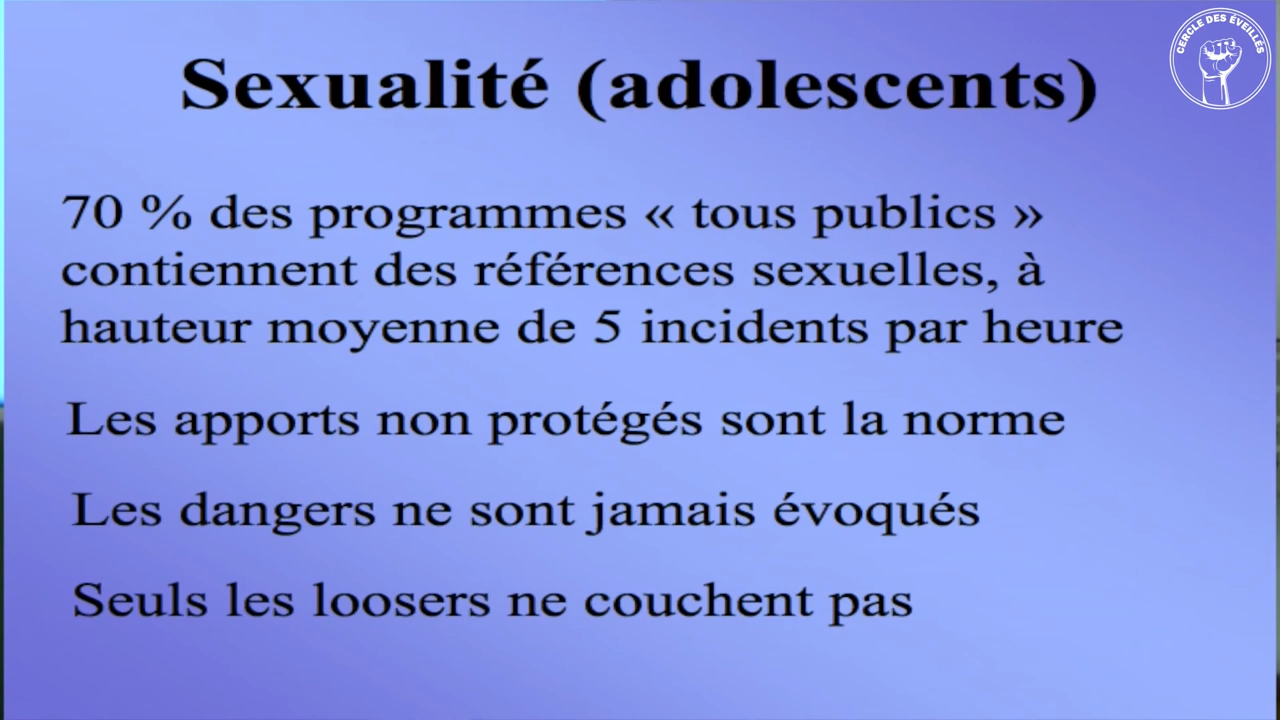 CERCLE DES ÉVEILLÉS
Sexualité (adolescents)
70 % des programmes « tous publics »
contiennent des références sexuelles, à
hauteur moyenne de 5 incidents par heure
Les apports non protégés sont la norme
Les dangers ne sont jamais évoqués
Seuls les loosers ne couchent pas